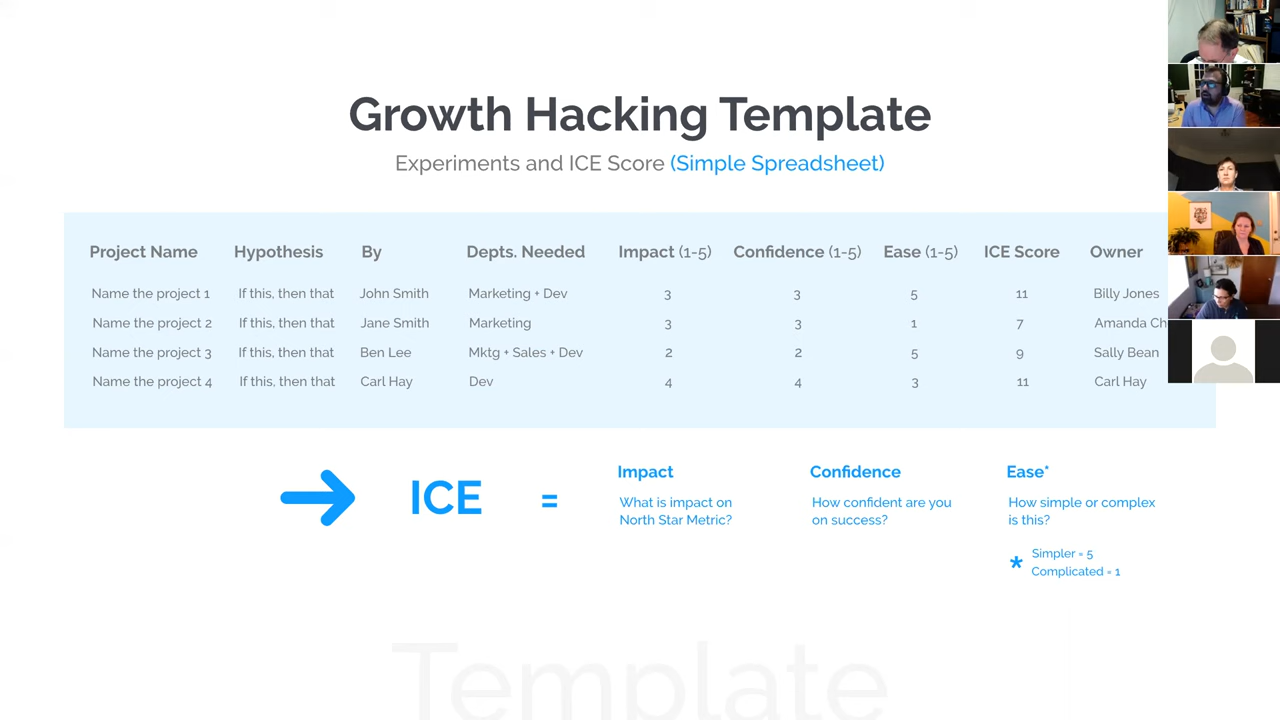 Growth Hacking Template
Experiments and ICE Score (Simple Spreadsheet)
Project Name Hypothesis By Depts. Needed Impact (1-5) Confidence (1-5) Ease (1-5) ICE Score Owner
Name the project 1 If this, then that John Smith Marketing + Dev 3 3 5 11 Billy Jones
Name the project 2 If this, then that Jane Smith Marketing 3 3 1 7 Amanda Ch
Name the project 3 If this, then that Ben Lee Mktg + Sales + Dev 2 2 5 9 Sally Bean
Name the project 4 If this, then that Carl Hay Dev 4 4 3 11 Carl Hay
ICE =
Impact
What is impact on
North Star Metric?
Confidence
How confident are you
on success?
Ease*
How simple or complex
is this?
* Simpler = 5
Complicated = 1
Template